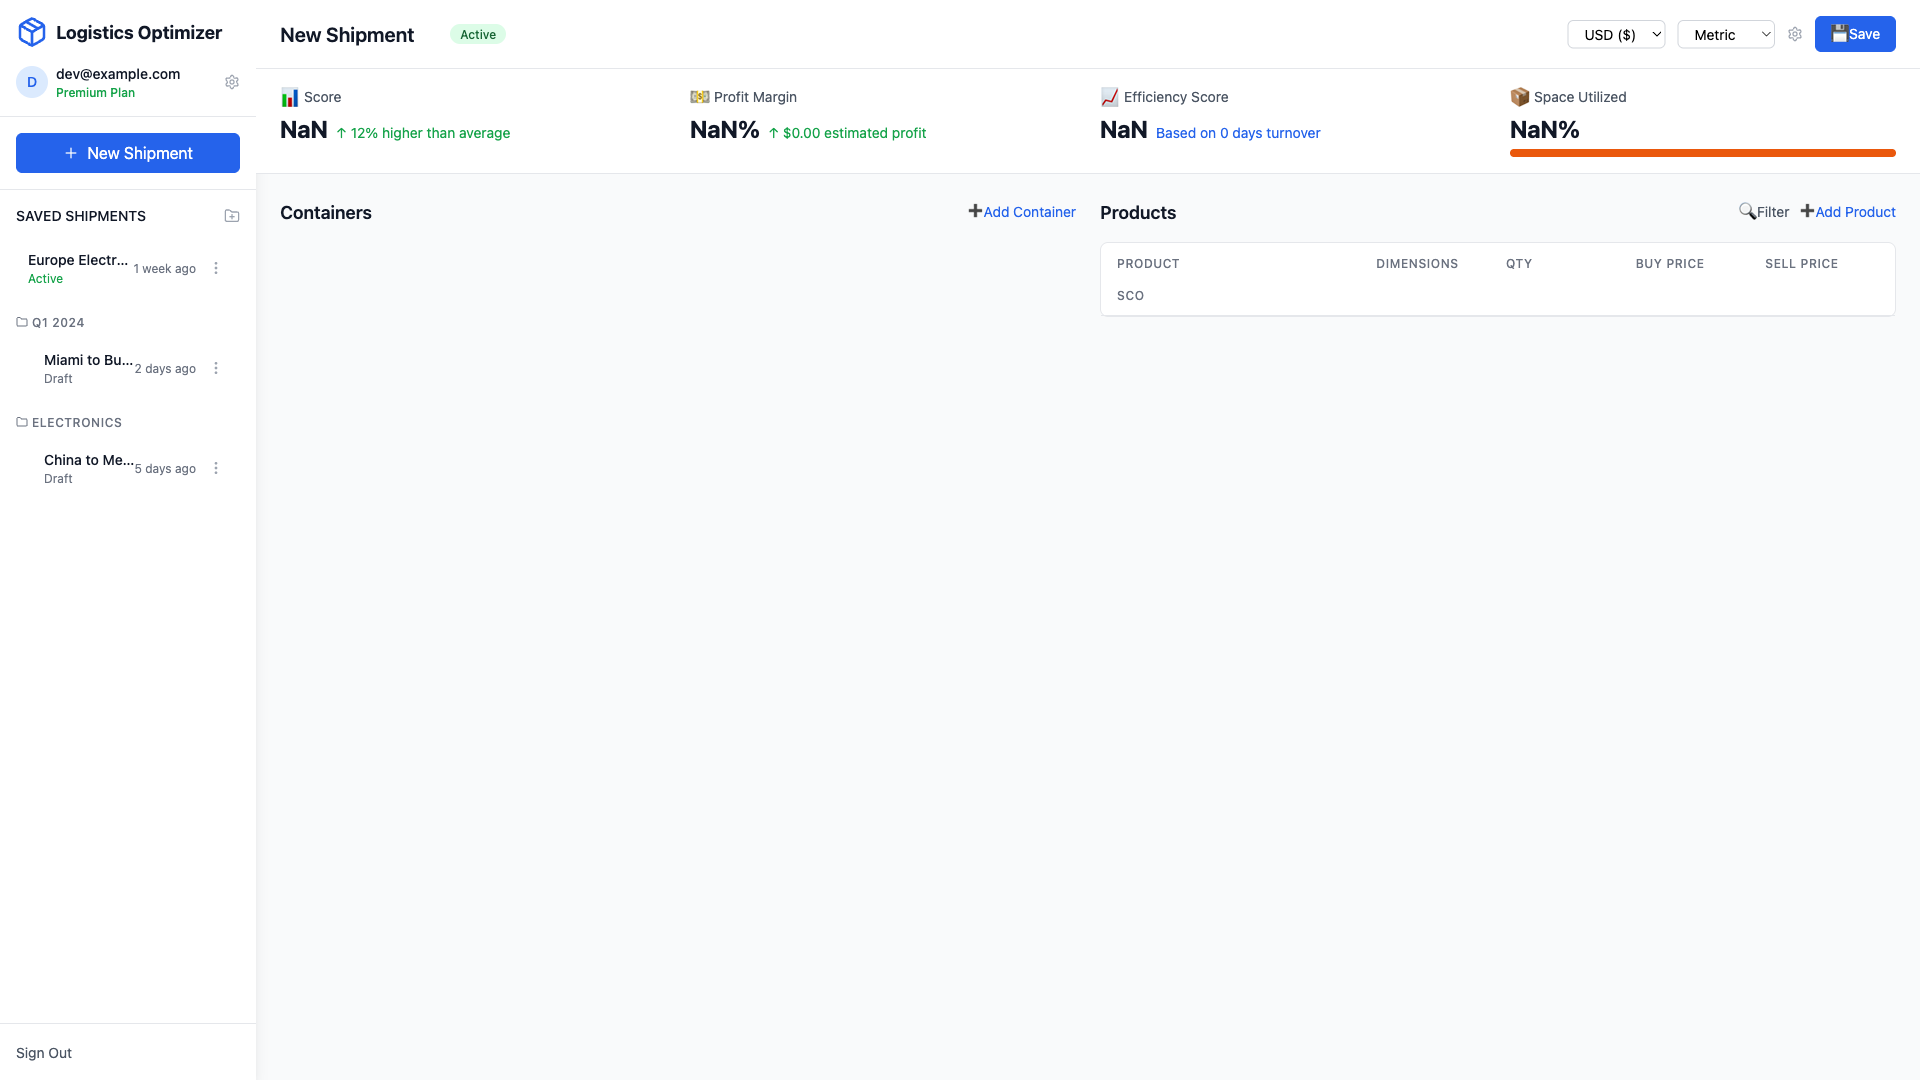 Logistics Optimizer
D
dev@example.com
Premium Plan
+ New Shipment
SAVED SHIPMENTS
Europe Electr...
1 week ago
Active
Q1 2024
Miami to Bu...
2 days ago
Draft
ELECTRONICS
China to Me...
5 days ago
Draft
Sign Out
New Shipment
Active
USD ($)
Metric
💾Save
📊 Score
NaN ↑ 12% higher than average
💵 Profit Margin
NaN% ↑ $0.00 estimated profit
📈 Efficiency Score
NaN Based on 0 days turnover
📦 Space Utilized
NaN%
Containers
➕Add Container
Products
🔍Filter
➕Add Product
PRODUCT DIMENSIONS QTY BUY PRICE SELL PRICE
SCO